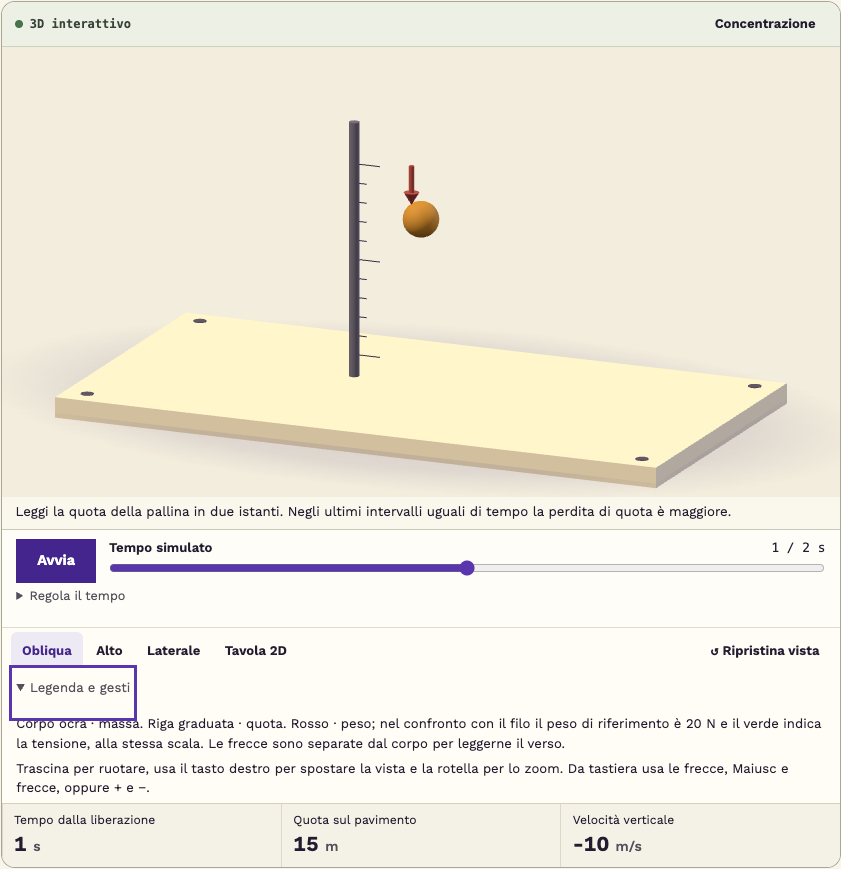 3D interattivo
Concentrazione
Leggi la quota della pallina in due istanti. Negli ultimi intervalli uguali di tempo la perdita di quota è maggiore.
Avvia
Tempo simulato
1 / 2 s
▶ Regola il tempo
Obliqua Alto Laterale Tavola 2D
↺ Ripristina vista
▼ Legenda e gesti
Corpo ocra · massa. Riga graduata · quota. Rosso · peso; nel confronto con il filo il peso di riferimento è 20 N e il verde indica
la tensione, alla stessa scala. Le frecce sono separate dal corpo per leggerne il verso.
Trascina per ruotare, usa il tasto destro per spostare la vista e la rotella per lo zoom. Da tastiera usa le frecce, Maiusc e
frecce, oppure + e −.
Tempo dalla liberazione
1 s
Quota sul pavimento
15 m
Velocità verticale
-10 m/s